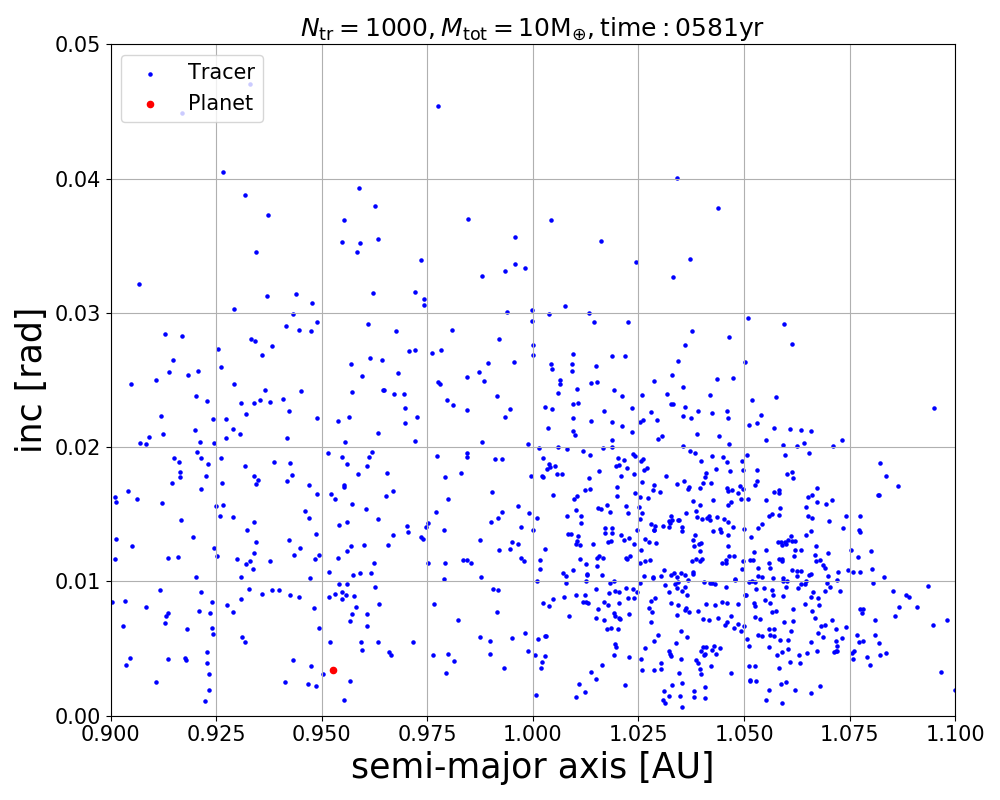 N_tr = 1000, M_tot = 10M_⊕, time : 0581yr
0.05
Tracer
Planet
0.04
0.03
inc [rad]
0.02
0.01
0.00
0.900 0.925 0.950 0.975 1.000 1.025 1.050 1.075 1.100
semi-major axis [AU]